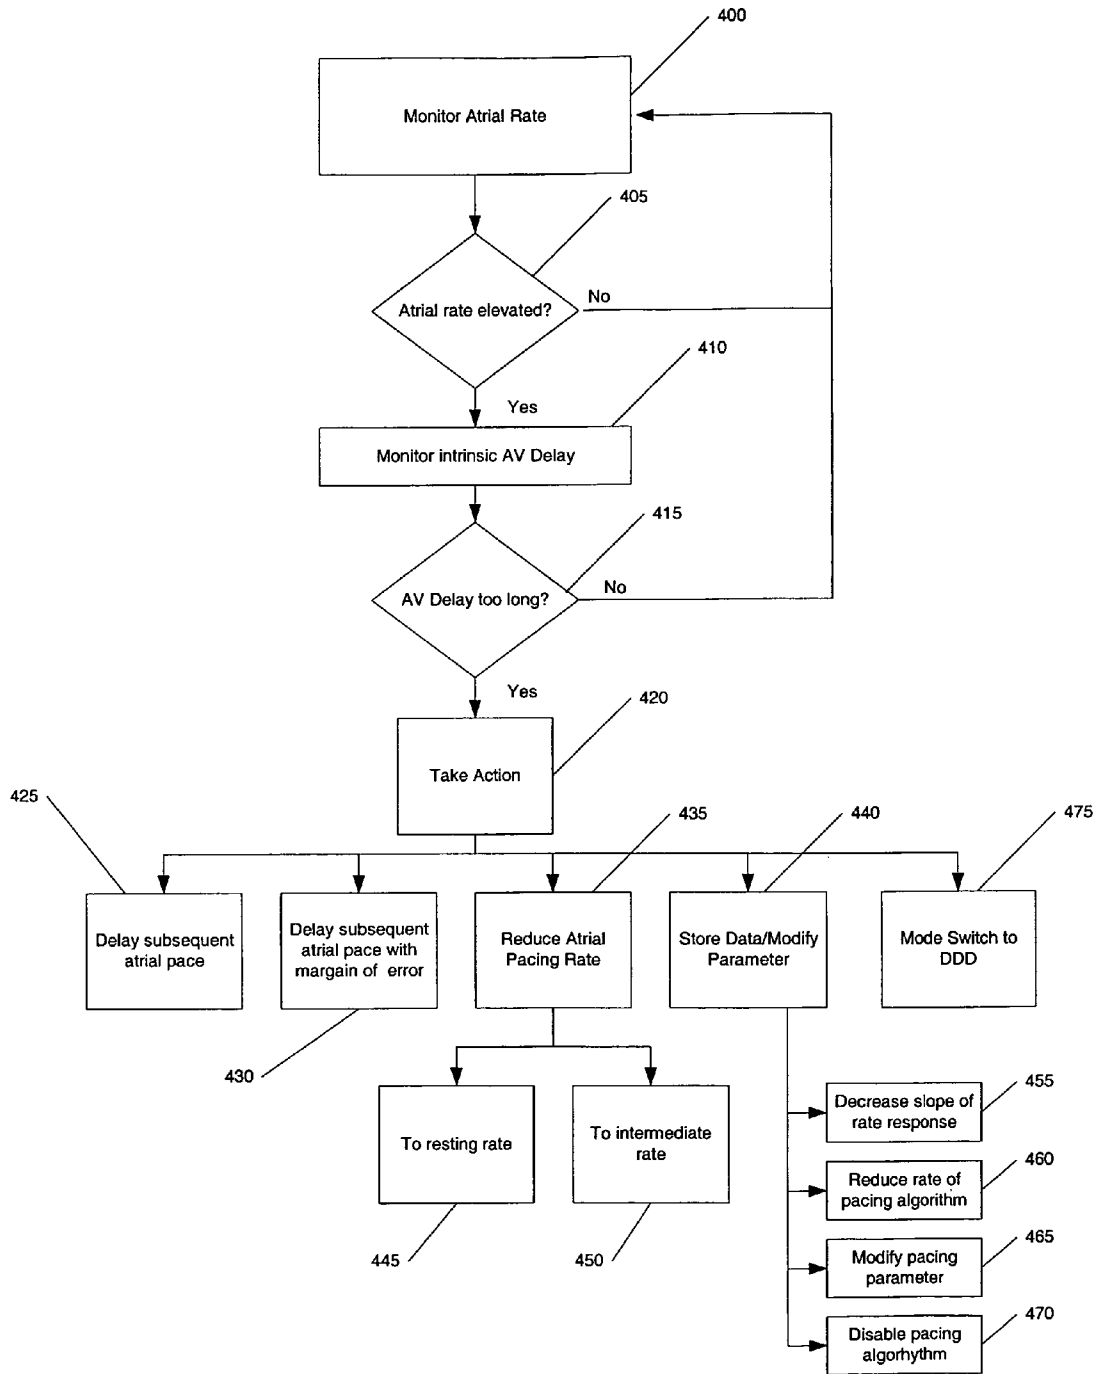 400
Monitor Atrial Rate
405
Atrial rate elevated?
No
410
Yes
Monitor intrinsic AV Delay
415
AV Delay too long?
No
Yes
420
Take Action
425
435
440
475
Delay subsequent
atrial pace
Delay subsequent
atrial pace with
margain of error
Reduce Atrial
Pacing Rate
Store Data/Modify
Parameter
Mode Switch to
DDD
430
To resting rate
To intermediate
rate
445
450
455
Decrease slope of
rate response
460
Reduce rate of
pacing algorithm
465
Modify pacing
parameter
470
Disable pacing
algorhythm